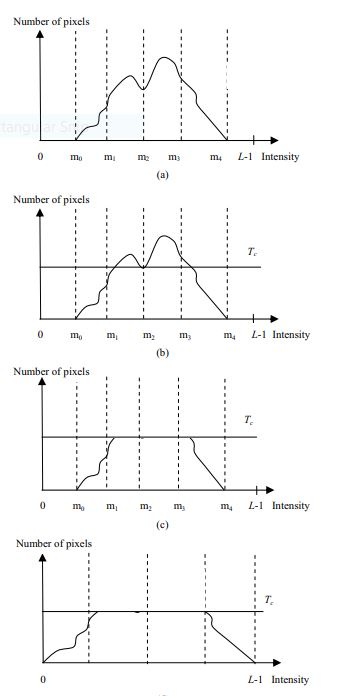 Number of pixels
0 m₀ m₁ m₂ m₃ m₄ L-1 Intensity
(a)
Number of pixels
T꜀
0 m₀ m₁ m₂ m₃ m₄ L-1 Intensity
(b)
Number of pixels
T꜀
0 m₀ m₁ m₂ m₃ m₄ L-1 Intensity
(c)
Number of pixels
T꜀
0 L-1 Intensity